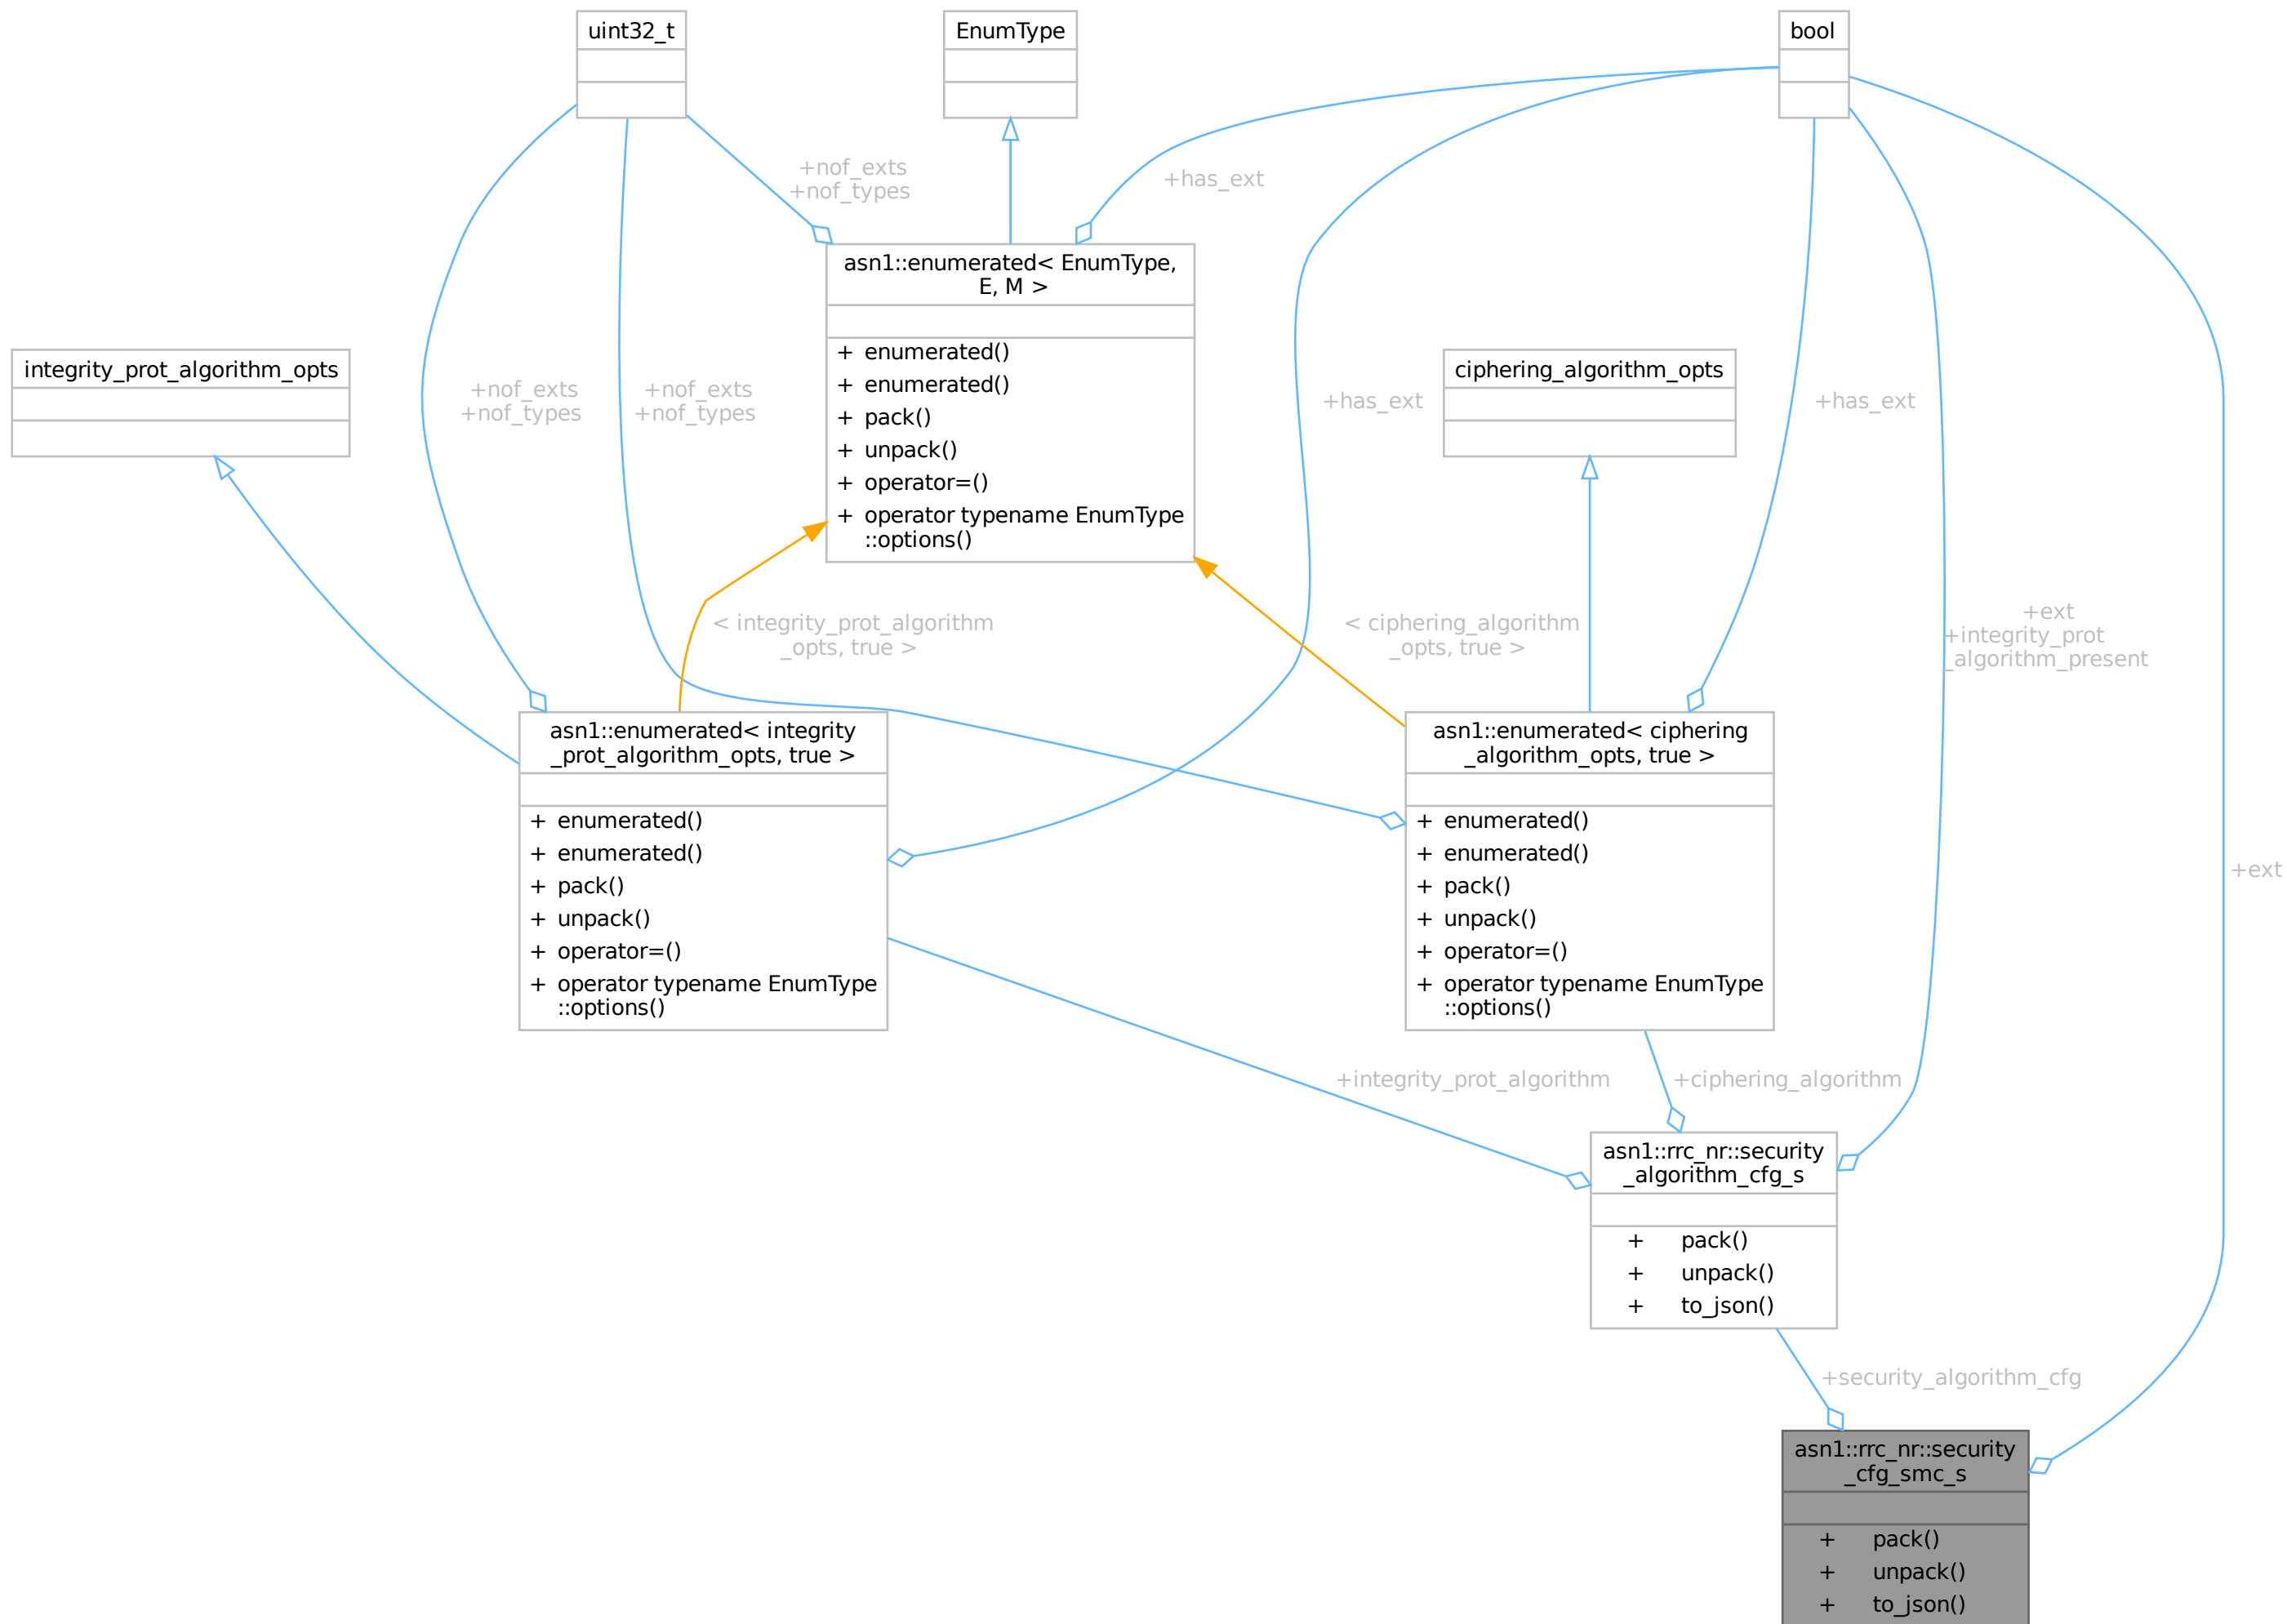 uint32_t
EnumType
bool
+nof_exts
+nof_types
+has_ext
asn1::enumerated< EnumType,
E, M >
+ enumerated()
+ enumerated()
+ pack()
+ unpack()
+ operator=()
+ operator typename EnumType
::options()
integrity_prot_algorithm_opts
+nof_exts
+nof_types
+nof_exts
+nof_types
+has_ext
ciphering_algorithm_opts
+has_ext
< integrity_prot_algorithm
_opts, true >
< ciphering_algorithm
_opts, true >
+ext
+integrity_prot
_algorithm_present
asn1::enumerated< integrity
_prot_algorithm_opts, true >
+ enumerated()
+ enumerated()
+ pack()
+ unpack()
+ operator=()
+ operator typename EnumType
::options()
asn1::enumerated< ciphering
_algorithm_opts, true >
+ enumerated()
+ enumerated()
+ pack()
+ unpack()
+ operator=()
+ operator typename EnumType
::options()
+ext
+integrity_prot_algorithm
+ciphering_algorithm
asn1::rrc_nr::security
_algorithm_cfg_s
+ pack()
+ unpack()
+ to_json()
+security_algorithm_cfg
asn1::rrc_nr::security
_cfg_smc_s
+ pack()
+ unpack()
+ to_json()